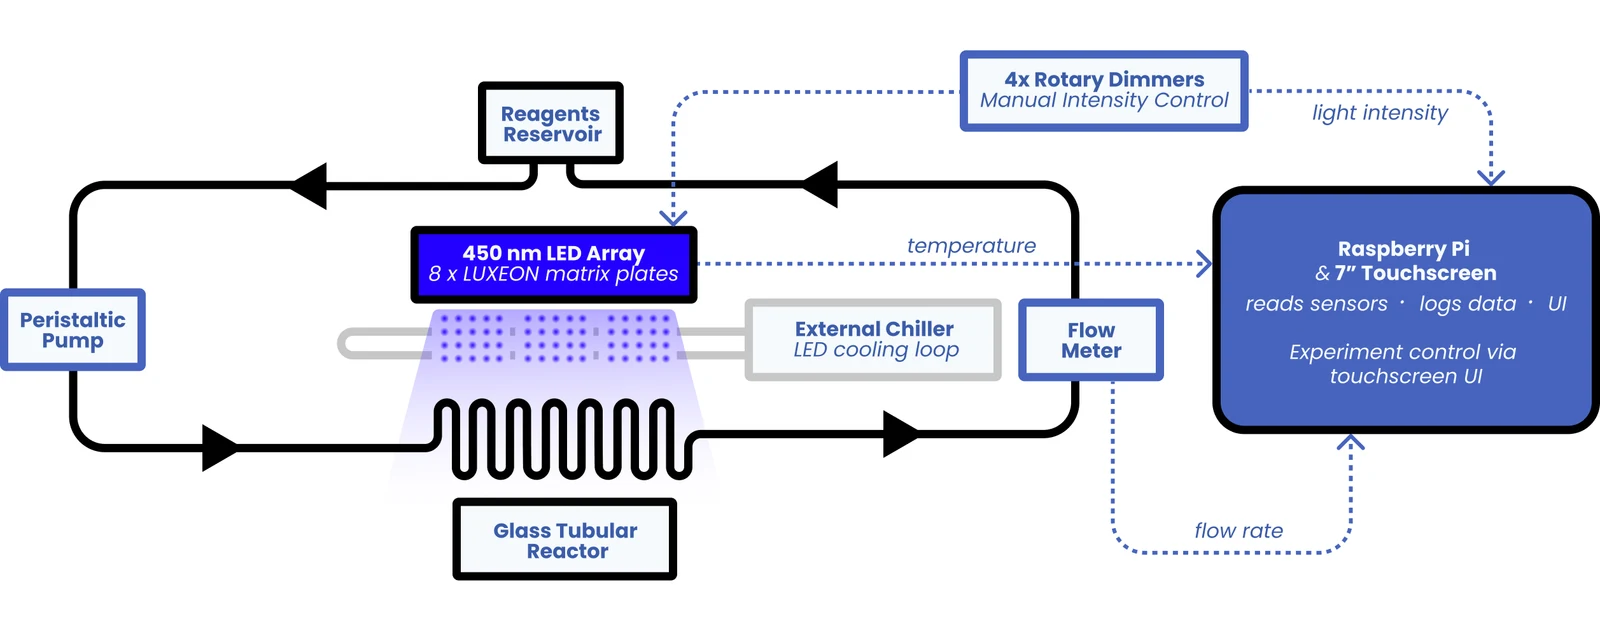 4x Rotary Dimmers
Manual Intensity Control
light intensity
Reagents
Reservoir
450 nm LED Array
8 x LUXEON matrix plates
temperature
Raspberry Pi
& 7” Touchscreen
reads sensors · logs data · UI
Experiment control via
touchscreen UI
Peristaltic
Pump
External Chiller
LED cooling loop
Flow
Meter
Glass Tubular
Reactor
flow rate